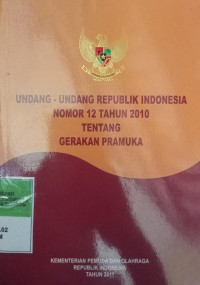 UNDANG - UNDANG REPUBLIK INDONESIA
NOMOR 12 TAHUN 2010
TENTANG
GERAKAN PRAMUKA
KEMENTERIAN PEMUDA DAN OLAHRAGA
REPUBLIK INDONESIA
TAHUN 2011